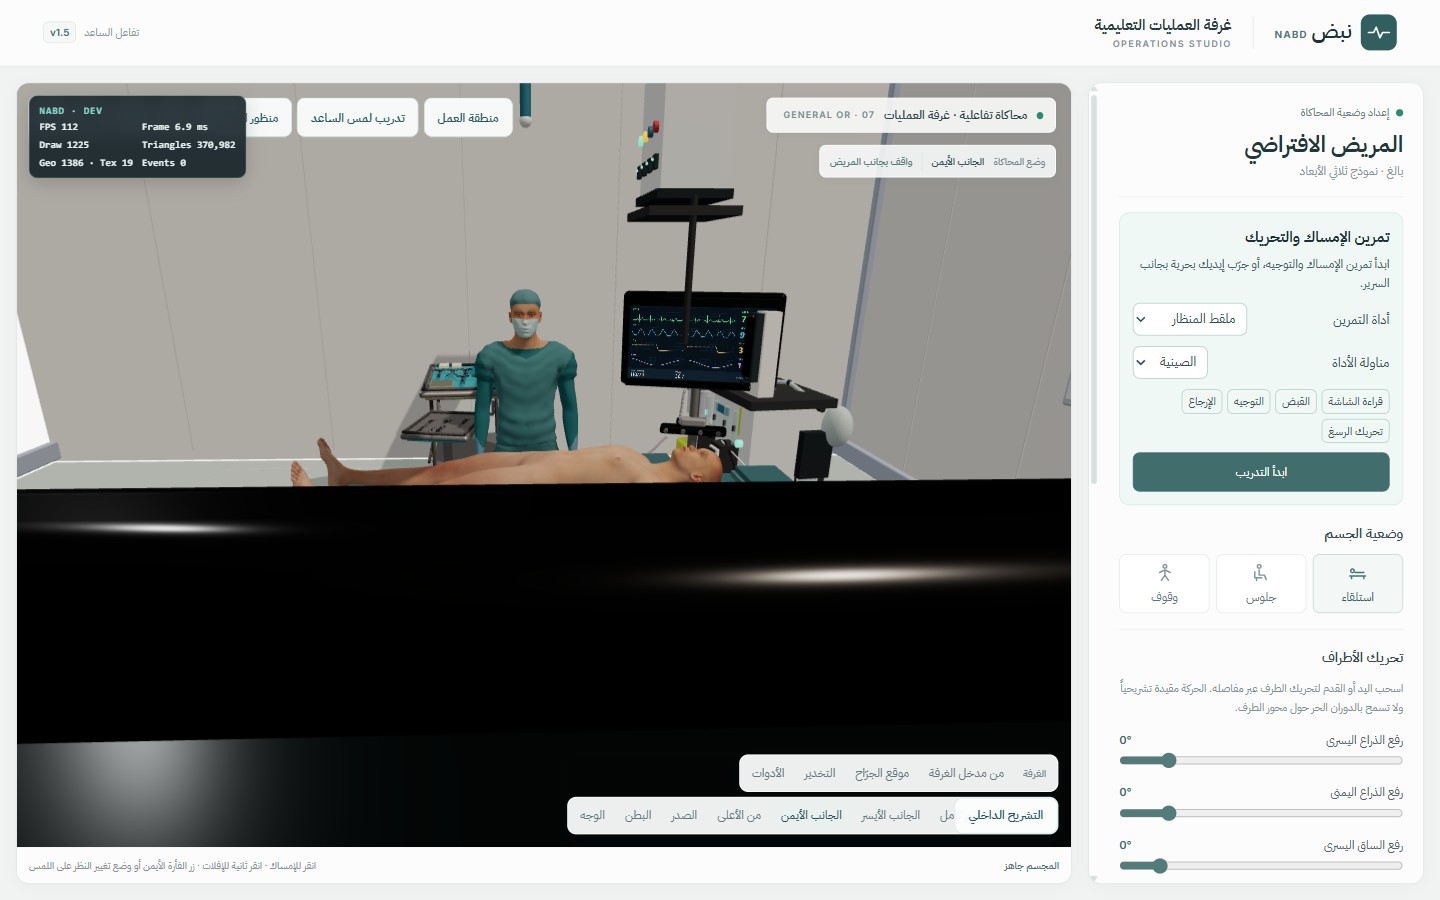 نبض NABD
غرفة العمليات التعليمية
OPERATIONS STUDIO
تفاعل الساعد v1.5
إعداد وضعية المحاكاة
المريض الافتراضي
بالغ · نموذج ثلاثي الأبعاد
تمرين الإمساك والتحريك
ابدأ تمرين الإمساك والتوجيه، أو جرّب إيديك بحرية بجانب
السرير.
أداة التمرين ملقط المنظار
مناولة الأداة الصينية
قراءة الشاشة القبض التوجيه الإرجاع
تحريك الرسغ
ابدأ التدريب
وضعية الجسم
استلقاء جلوس وقوف
تحريك الأطراف
اسحب اليد أو القدم لتحريك الطرف عبر مفاصله. الحركة مقيدة تشريحياً
ولا تسمح بالدوران الحر حول محور الطرف.
رفع الذراع اليسرى 0°
رفع الذراع اليمنى 0°
رفع الساق اليسرى 0°
محاكاة تفاعلية · غرفة العمليات GENERAL OR · 07
وضع المحاكاة الجانب الأيمن واقف بجانب المريض
منطقة العمل تدريب لمس الساعد منظور
NABD · DEV
FPS 112 Frame 6.9 ms
Draw 1225 Triangles 370,982
Geo 1386 · Tex 19 Events 0
الغرفة من مدخل الغرفة موقع الجرّاح التخدير الأدوات
التشريح الداخلي الجانب الأيسر الجانب الأيمن من الأعلى الصدر البطن الوجه
المجسم جاهز
انقر للإمساك · انقر ثانية للإفلات · زر الفأرة الأيمن أو وضع تغيير النظر على اللمس